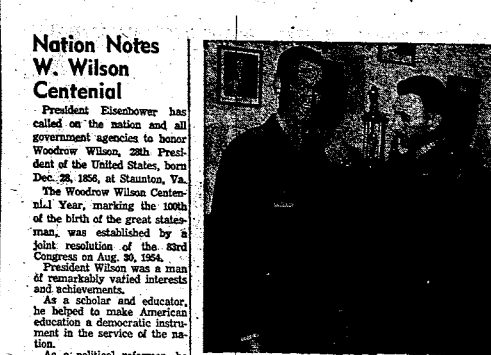 Nation Notes
W. Wilson
Centenial
President Eisenhower has
called on the nation and all
government agencies to honor
Woodrow Wilson, 28th Presi-
dent of the United States, born
Dec. 28, 1856, at Staunton, Va.
The Woodrow Wilson Centen-
nial Year, marking the 100th
of the birth of the great states-
man, was established by a
joint resolution of the 83rd
Congress on Aug. 30, 1954.
President Wilson was a man
of remarkably varied interests
and achievements.
As a scholar and educator,
he helped to make American
education a democratic instru-
ment in the service of the na-
tion.
As a political reformer, he